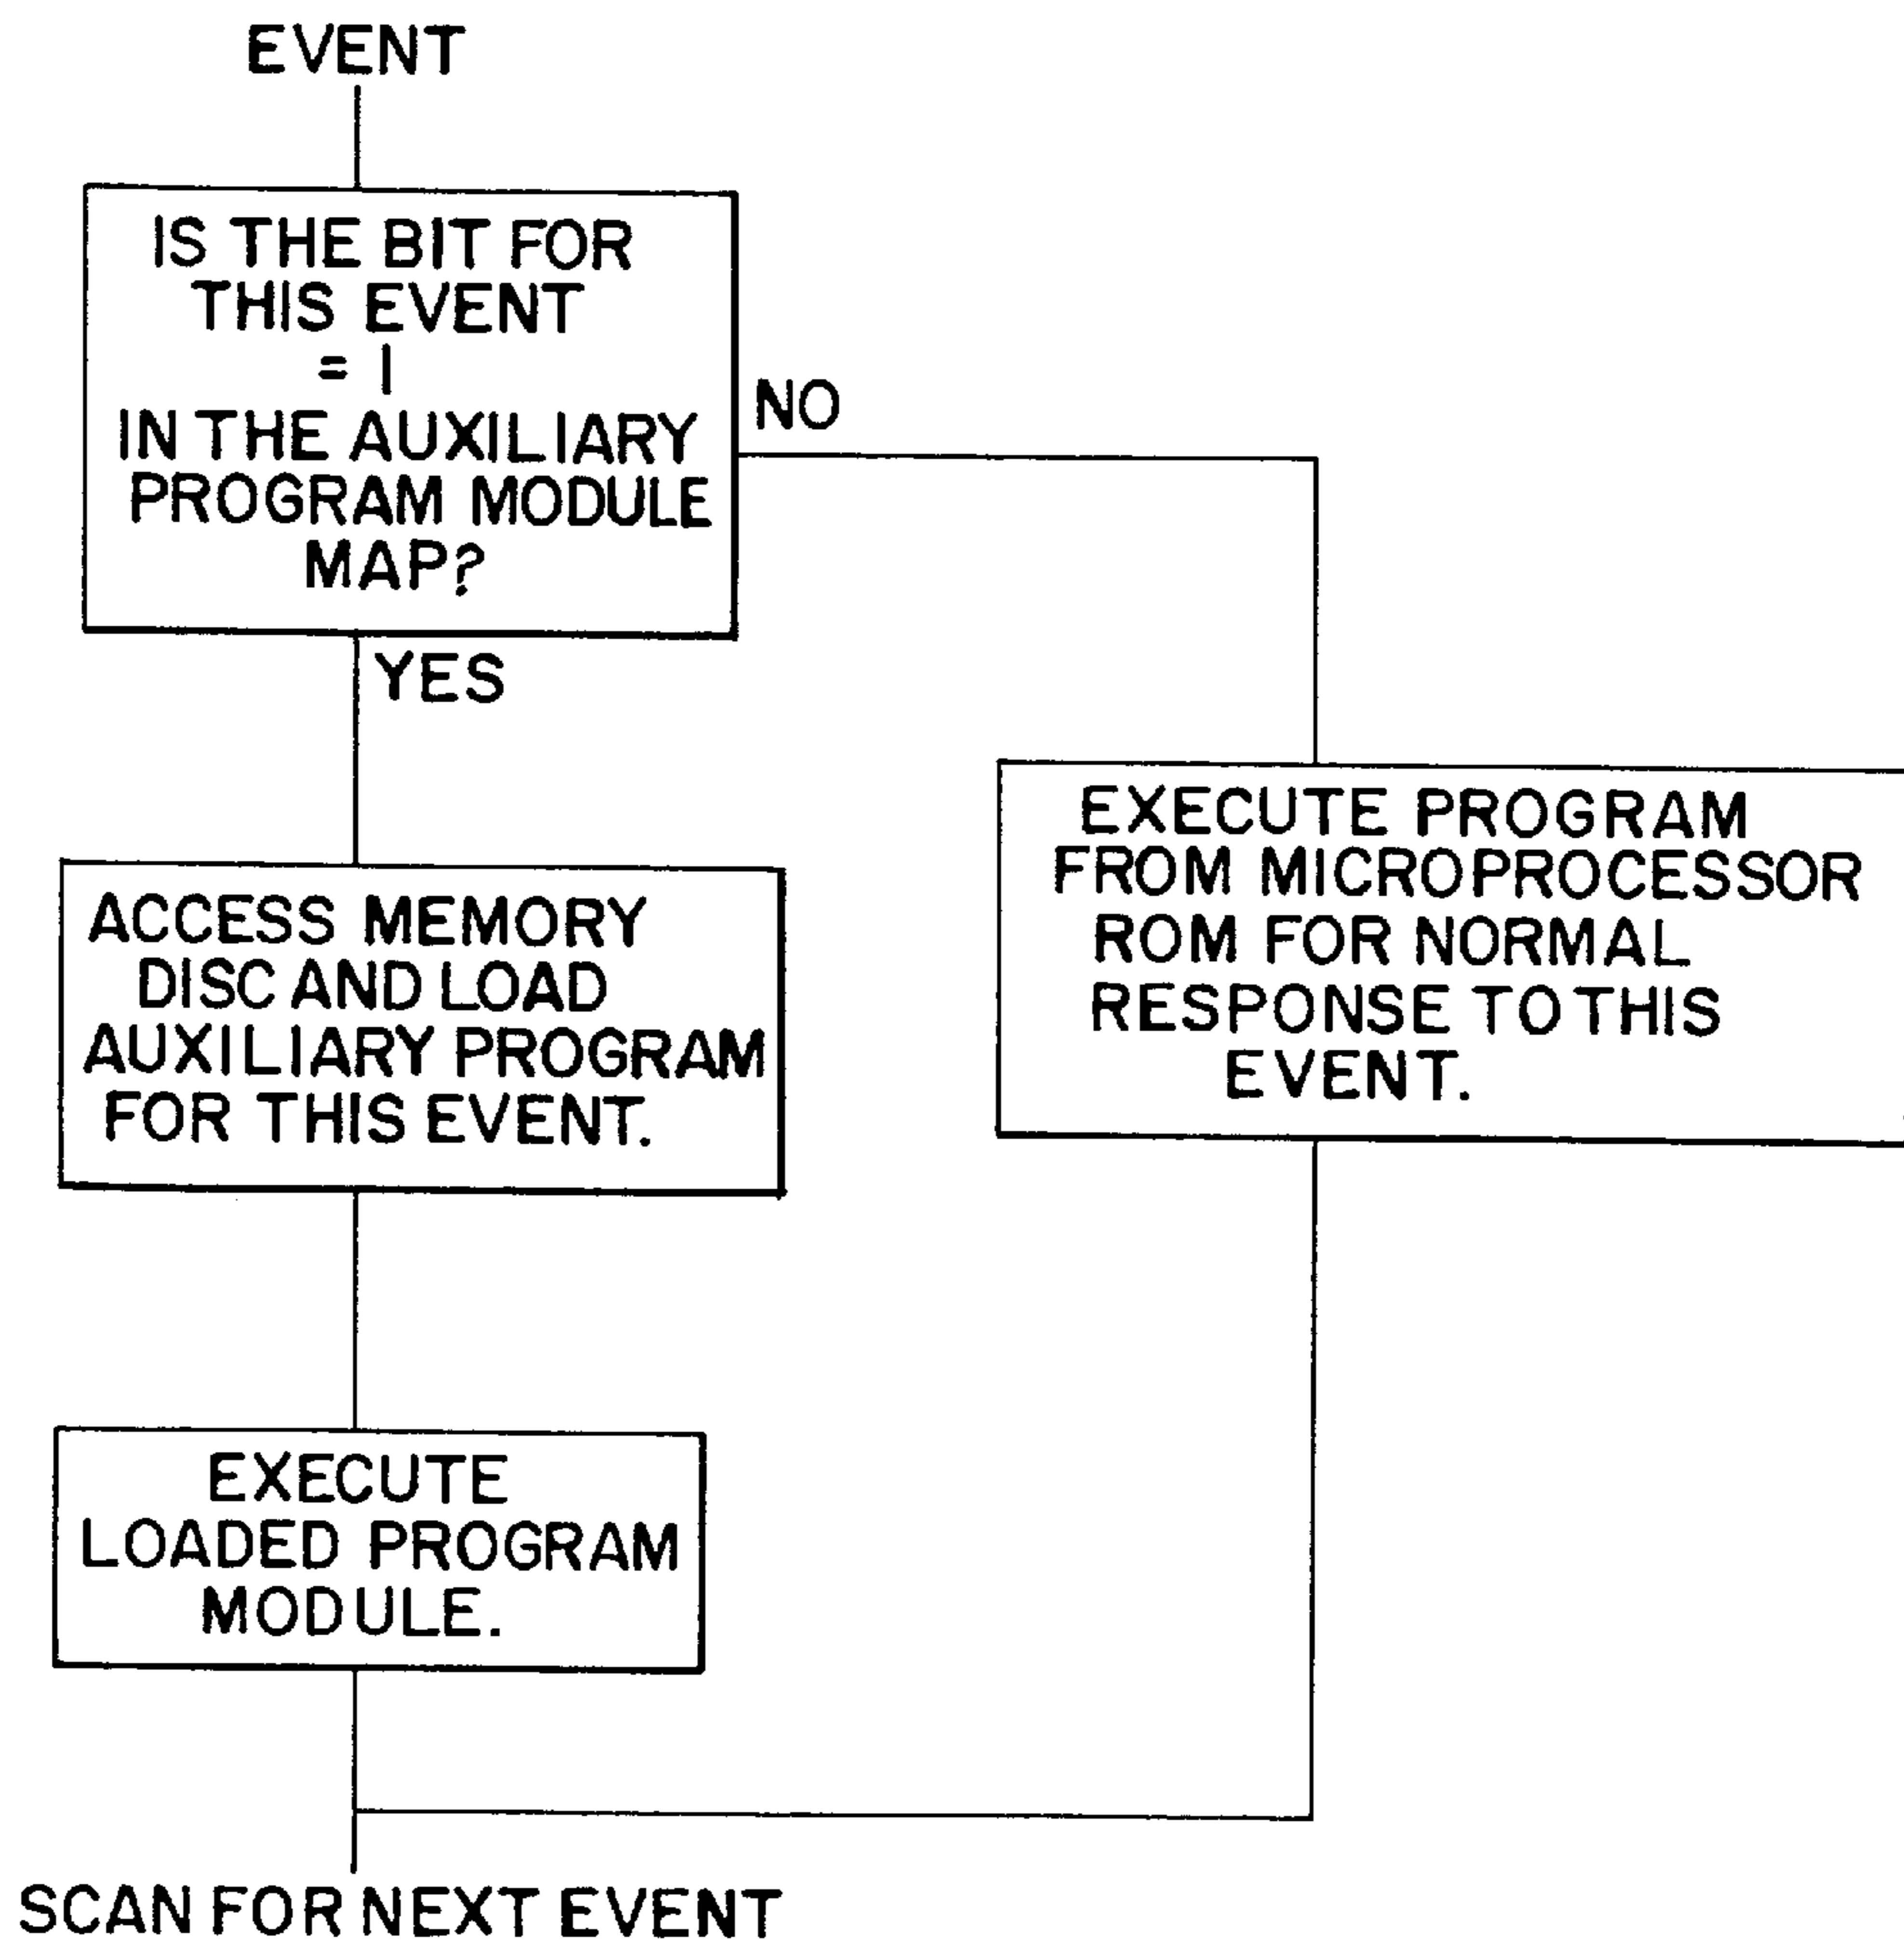 EVENT
IS THE BIT FOR
THIS EVENT
= 1
IN THE AUXILIARY
PROGRAM MODULE
MAP?
NO
YES
EXECUTE PROGRAM
FROM MICROPROCESSOR
ROM FOR NORMAL
RESPONSE TO THIS
EVENT.
ACCESS MEMORY
DISC AND LOAD
AUXILIARY PROGRAM
FOR THIS EVENT.
EXECUTE
LOADED PROGRAM
MODULE.
SCAN FOR NEXT EVENT